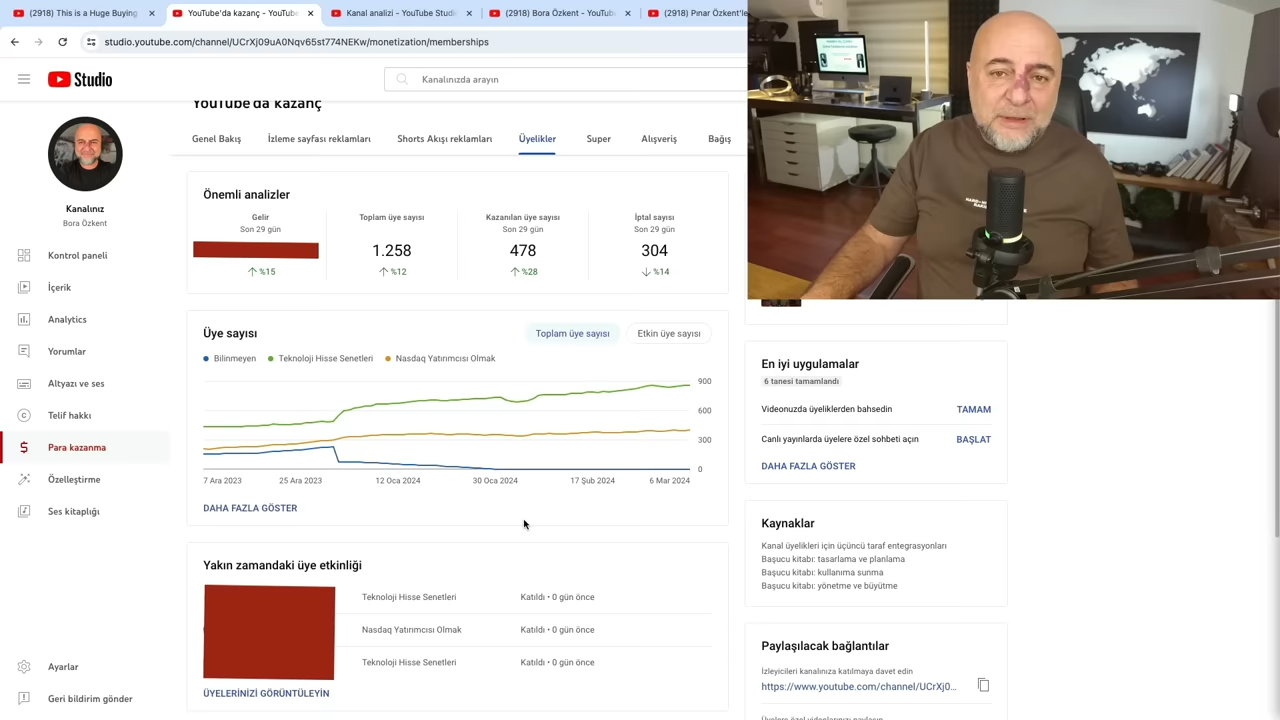 (2915) This is a Huge Buying
YouTube'da kazanç - YouTub
Kanal analizi - YouTube Studio
(2915) Bora Özkent - YouTube
(2915) Pınar Özkent'le
Studio
Kanalınızda arayın
YouTube'da kazanç
Genel Bakış
İzleme sayfası reklamları
Shorts Akışı reklamları
Üyelikler
Super
Alışveriş
Bağış
Kanalınız
Bora Özkent
Kontrol paneli
İçerik
Analytics
Yorumlar
Altyazı ve ses
Telif hakkı
Para kazanma
Özelleştirme
Ses kitaplığı
Ayarlar
Geri bildirim gönder
Önemli analizler
Gelir
Son 29 gün
%15
Toplam üye sayısı
1.258
%12
Kazanılan üye sayısı
Son 29 gün
478
%28
İptal sayısı
Son 29 gün
304
%14
Üye sayısı
Toplam üye sayısı
Etkin üye sayısı
Bilinmeyen
Teknoloji Hisse Senetleri
Nasdaq Yatırımcısı Olmak
900
600
300
0
7 Ara 2023
25 Ara 2023
12 Oca 2024
30 Oca 2024
17 Şub 2024
6 Mar 2024
DAHA FAZLA GÖSTER
Yakın zamandaki üye etkinliği
Teknoloji Hisse Senetleri
Katıldı • 0 gün önce
Nasdaq Yatırımcısı Olmak
Katıldı • 0 gün önce
Teknoloji Hisse Senetleri
Katıldı • 0 gün önce
ÜYELERİNİZİ GÖRÜNTÜLEYİN
En iyi uygulamalar
6 tanesi tamamlandı
Videonuzda üyeliklerden bahsedin
TAMAM
Canlı yayınlarda üyelere özel sohbeti açın
BAŞLAT
DAHA FAZLA GÖSTER
Kaynaklar
Kanal üyelikleri için üçüncü taraf entegrasyonları
Başucu kitabı: tasarlama ve planlama
Başucu kitabı: kullanıma sunma
Başucu kitabı: yönetme ve büyütme
Paylaşılacak bağlantılar
İzleyicileri kanalınıza katılmaya davet edin
https://www.youtube.com/channel/UCrXj0...
Üyelere özel videolarınızı paylaşın